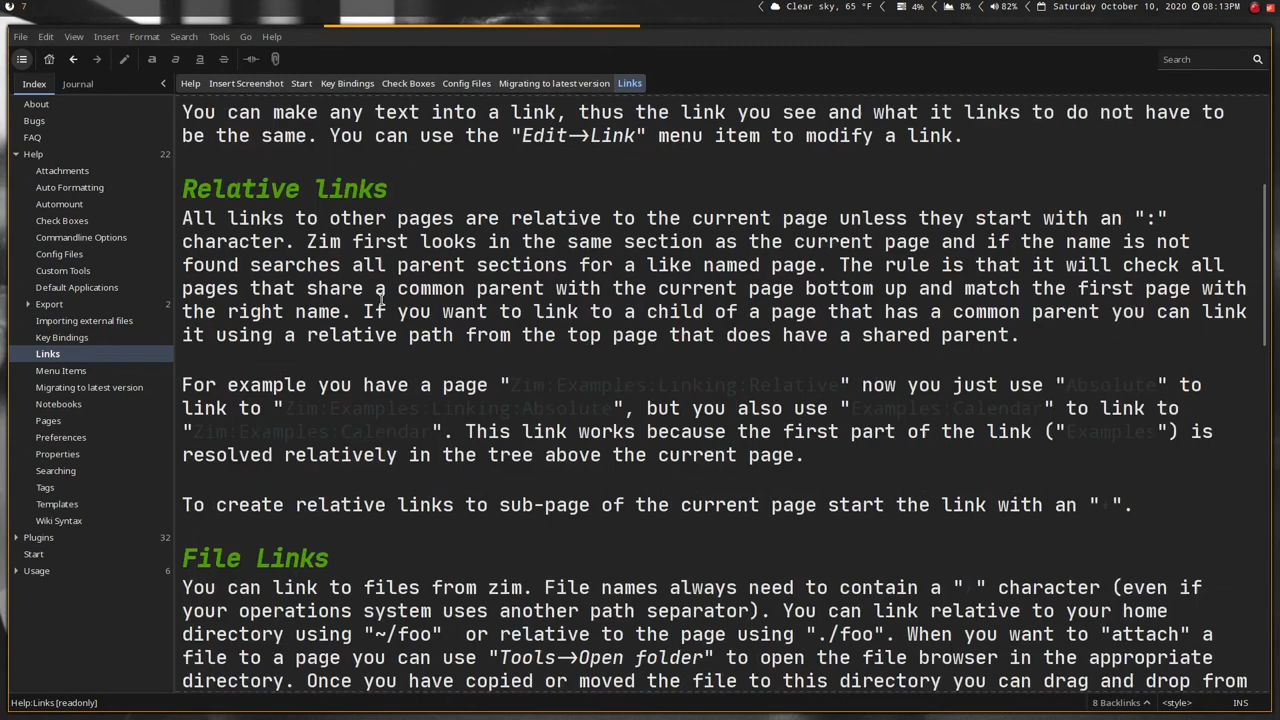 7
Clear sky, 65 °F
4%
8%
82%
Saturday October 10, 2020
08:13PM
File Edit View Insert Format Search Tools Go Help
Search
Index Journal
Help Insert Screenshot Start Key Bindings Check Boxes Config Files Migrating to latest version Links
About
Bugs
FAQ
Help 22
Attachments
Auto Formatting
Automount
Check Boxes
Commandline Options
Config Files
Custom Tools
Default Applications
Export 2
Importing external files
Key Bindings
Links
Menu Items
Migrating to latest version
Notebooks
Pages
Preferences
Properties
Searching
Tags
Templates
Wiki Syntax
Plugins 32
Start
Usage 6
You can make any text into a link, thus the link you see and what it links to do not have to
be the same. You can use the "Edit->Link" menu item to modify a link.
Relative links
All links to other pages are relative to the current page unless they start with an ":"
character. Zim first looks in the same section as the current page and if the name is not
found searches all parent sections for a like named page. The rule is that it will check all
pages that share a common parent with the current page bottom up and match the first page with
the right name. If you want to link to a child of a page that has a common parent you can link
it using a relative path from the top page that does have a shared parent.
For example you have a page "Zim:Examples:Linking:Relative" now you just use "Absolute" to
link to "Zim:Examples:Linking:Absolute", but you also use "Examples:Calendar" to link to
"Zim:Examples:Calendar". This link works because the first part of the link ("Examples") is
resolved relatively in the tree above the current page.
To create relative links to sub-page of the current page start the link with an " ".
File Links
You can link to files from zim. File names always need to contain a "/" character (even if
your operations system uses another path separator). You can link relative to your home
directory using "~/foo"  or relative to the page using "./foo". When you want to "attach" a
file to a page you can use "Tools->Open folder" to open the file browser in the appropriate
directory. Once you have copied or moved the file to this directory you can drag and drop from
Help:Links [readonly]
8 Backlinks
<style>
INS